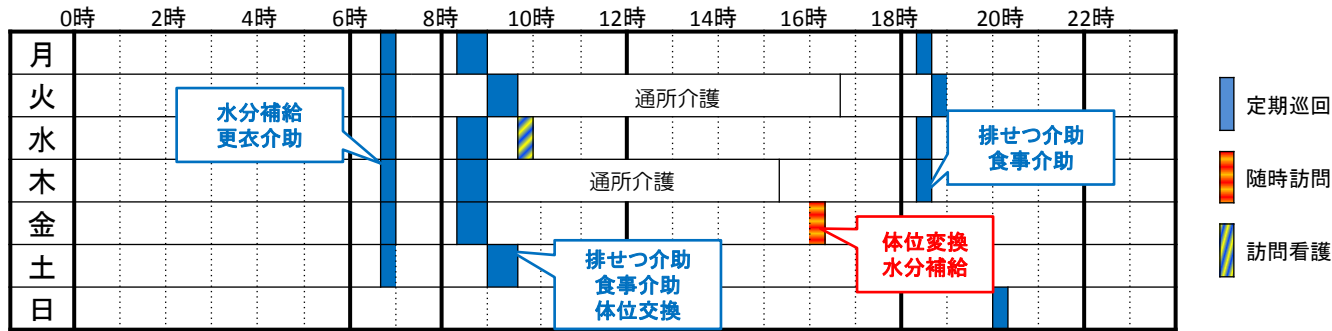 0時 2時 4時 6時 8時 10時 12時 14時 16時 18時 20時 22時
月
火
通所介護
水
木
通所介護
金
土
日
水分補給
更衣介助
排せつ介助
食事介助
体位交換
体位変換
水分補給
排せつ介助
食事介助
定期巡回
随時訪問
訪問看護